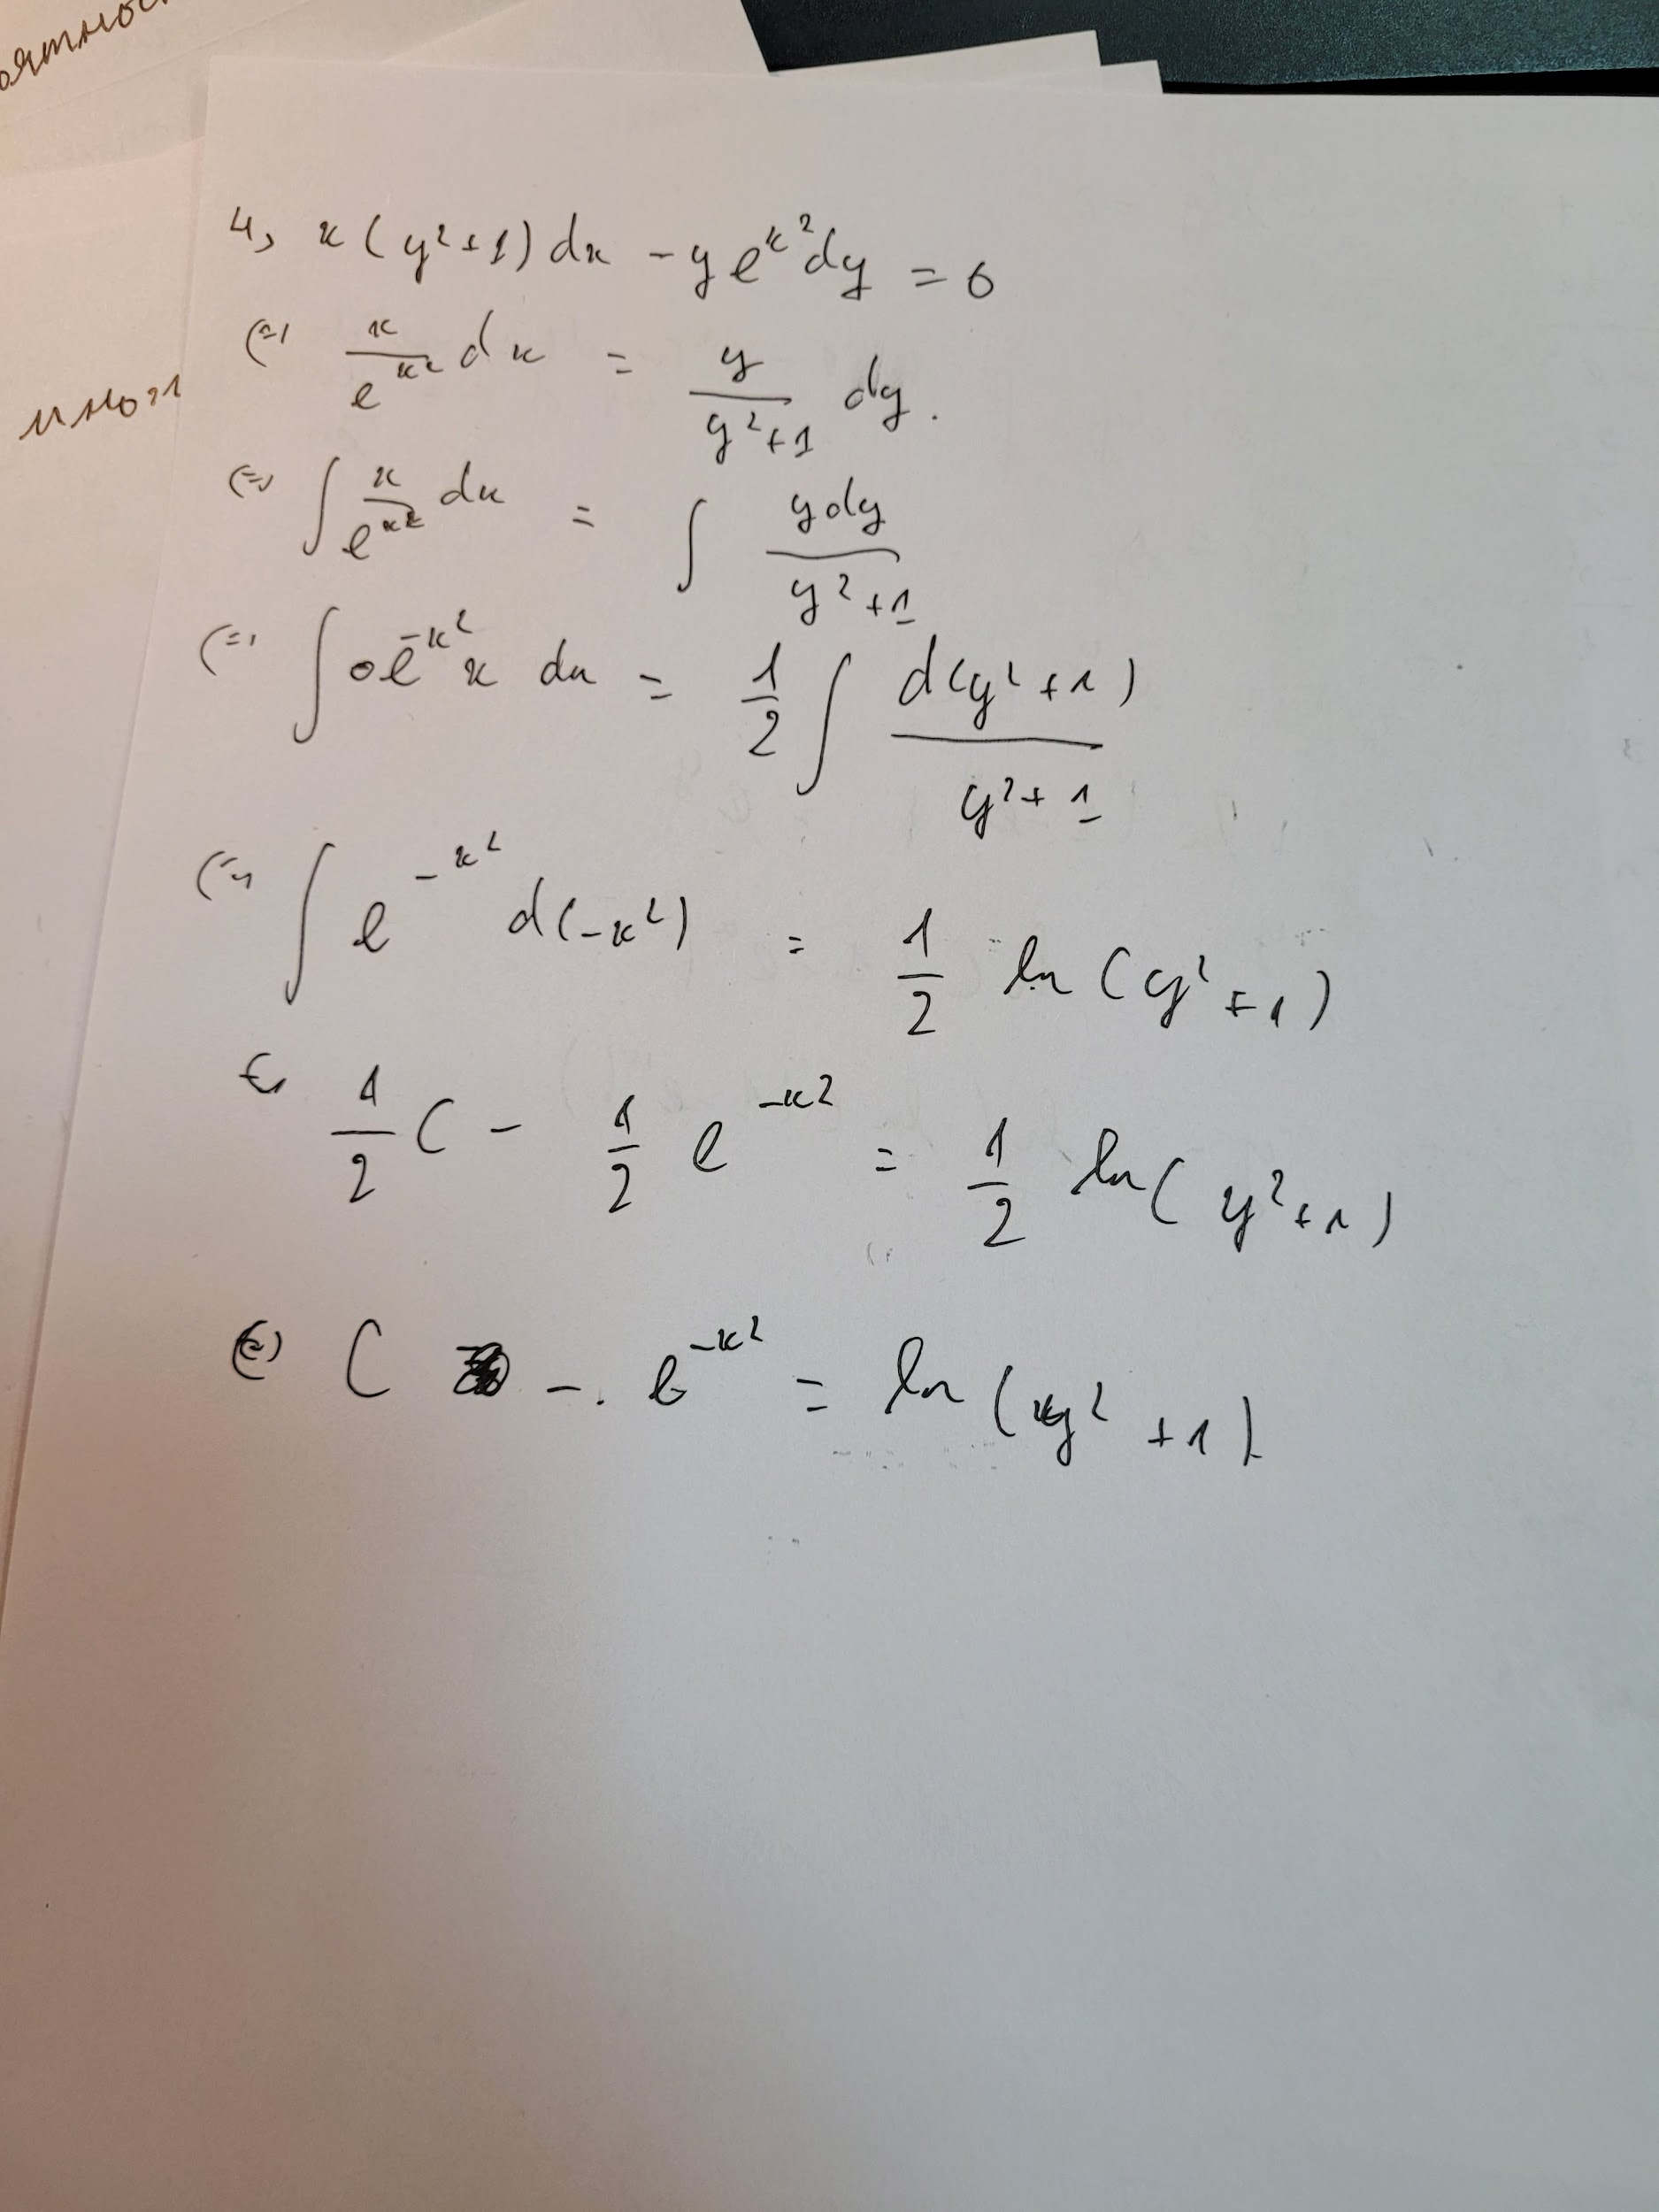 оятнос
мног
4, x(y²+1)dx - ye^{x²}dy = 0
(=) x/e^{x²} dx = y/(y²+1) dy.
(=) ∫ x/e^{x²} dx = ∫ ydy/(y²+1)
(=) ∫ e^{-x²} x dx = 1/2 ∫ d(y²+1)/(y²+1)
(=) ∫ e^{-x²} d(-x²) = 1/2 ln(y²+1)
(=) 1/2 C - 1/2 e^{-x²} = 1/2 ln(y²+1)
(=) C - . e^{-x²} = ln(y²+1)